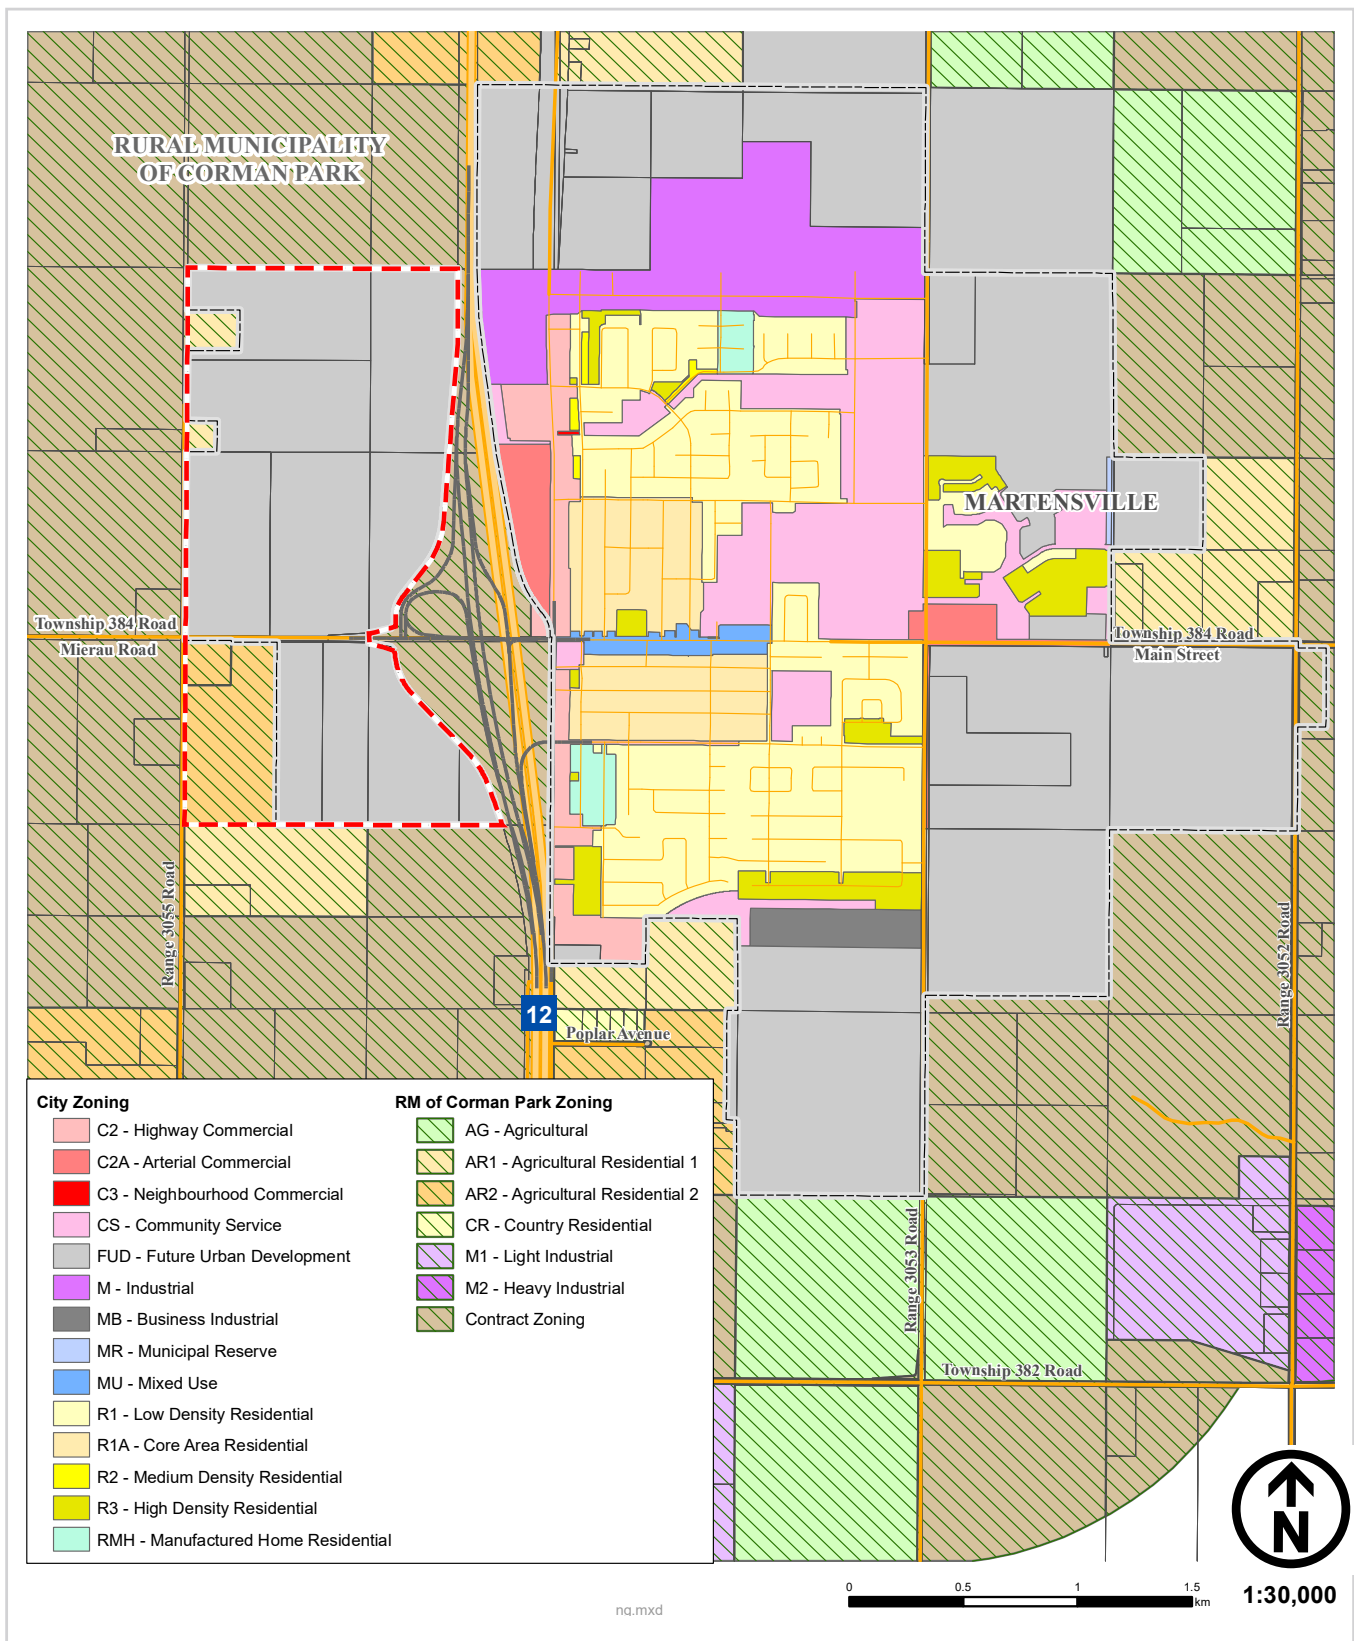 RURAL MUNICIPALITY
OF CORMAN PARK
MARTENSVILLE
Township 384 Road
Mierau Road
Township 384 Road
Main Street
Range 3055 Road
Range 3052 Road
12
Poplar Avenue
Range 3053 Road
Township 382 Road
City Zoning
C2 - Highway Commercial
C2A - Arterial Commercial
C3 - Neighbourhood Commercial
CS - Community Service
FUD - Future Urban Development
M - Industrial
MB - Business Industrial
MR - Municipal Reserve
MU - Mixed Use
R1 - Low Density Residential
R1A - Core Area Residential
R2 - Medium Density Residential
R3 - High Density Residential
RMH - Manufactured Home Residential
RM of Corman Park Zoning
AG - Agricultural
AR1 - Agricultural Residential 1
AR2 - Agricultural Residential 2
CR - Country Residential
M1 - Light Industrial
M2 - Heavy Industrial
Contract Zoning
N
0 0.5 1 1.5
km
1:30,000
ng.mxd